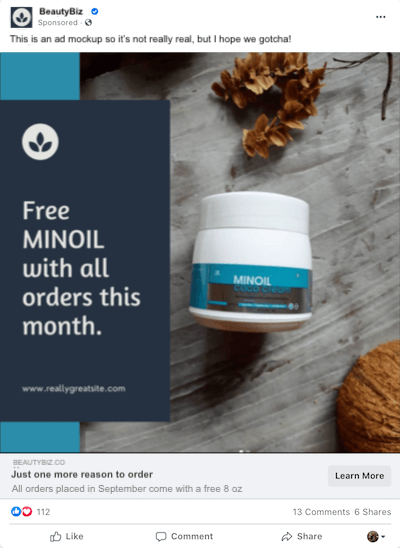 BeautyBiz
Sponsored ·
This is an ad mockup so it's not really real, but I hope we gotcha!
Free
MINOIL
with all
orders this
month.
www.reallygreatsite.com
MINOIL
COCO CREAM
BEAUTYBIZ.CO
Just one more reason to order
All orders placed in September come with a free 8 oz
Learn More
112
13 Comments 6 Shares
Like
Comment
Share